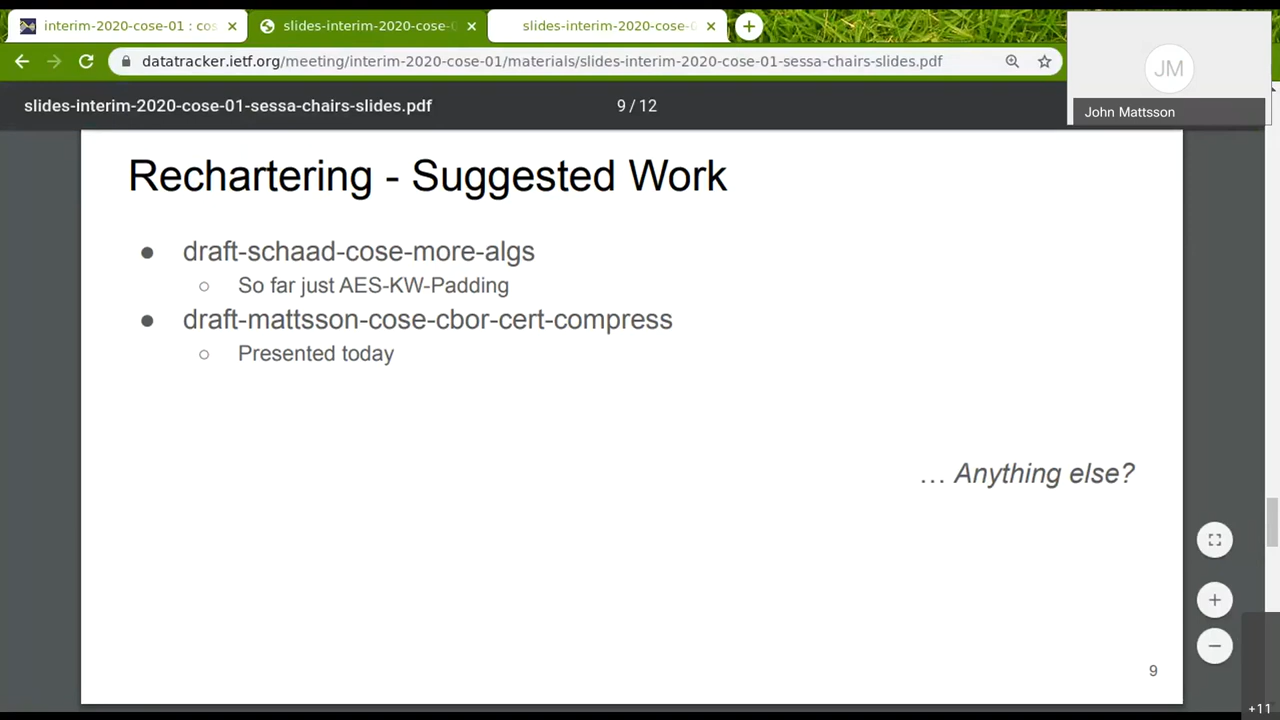 interim-2020-cose-01 : cos
slides-interim-2020-cose-0
slides-interim-2020-cose-0
datatracker.ietf.org/meeting/interim-2020-cose-01/materials/slides-interim-2020-cose-01-sessa-chairs-slides.pdf
JM
John Mattsson
slides-interim-2020-cose-01-sessa-chairs-slides.pdf
9 / 12
Rechartering - Suggested Work
● draft-schaad-cose-more-algs
○ So far just AES-KW-Padding
● draft-mattsson-cose-cbor-cert-compress
○ Presented today
… Anything else?
9
+11